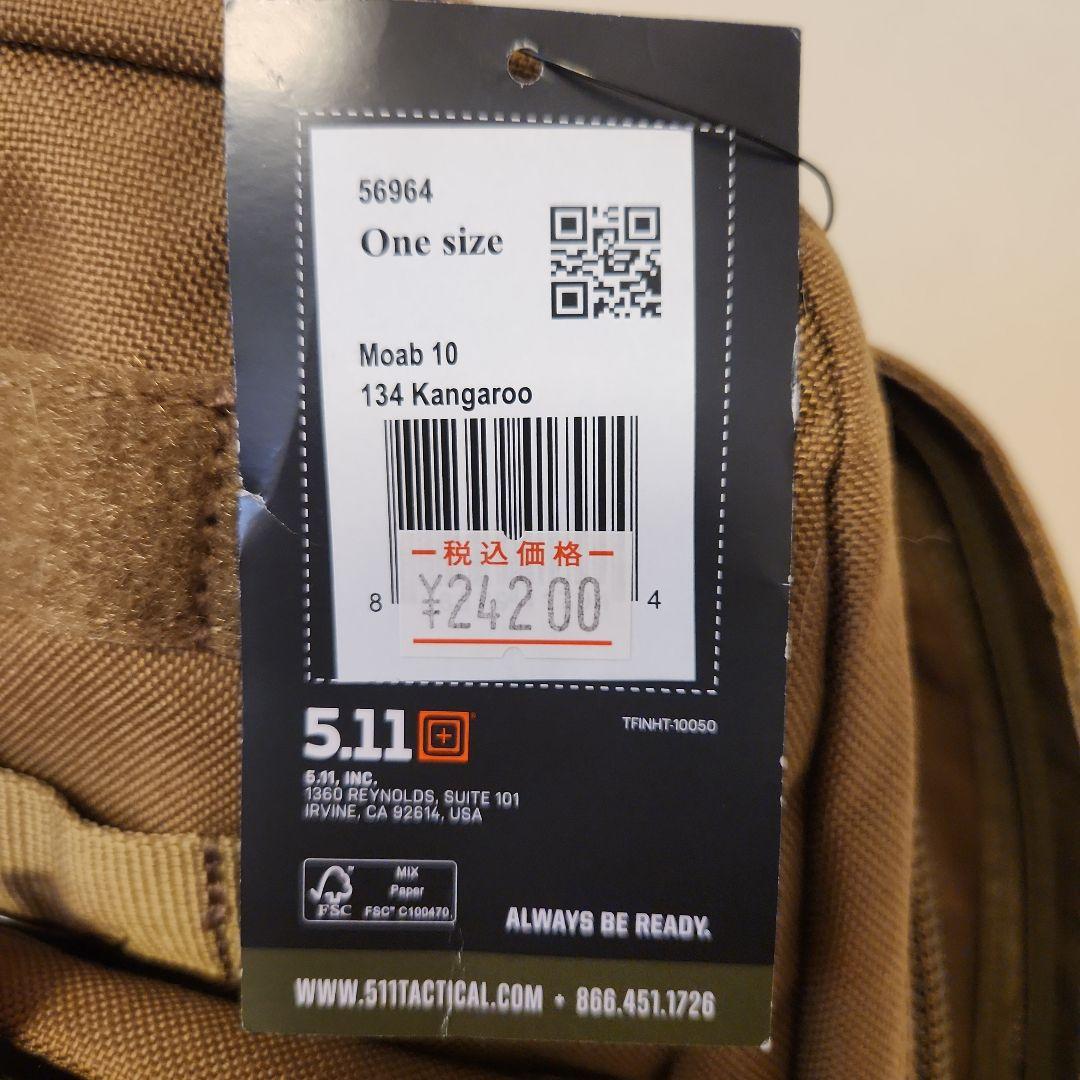 56964
One size
Moab 10
134 Kangaroo
税込価格
¥24200
8 4
5.11
TFINHT-10050
5.11, INC.
1360 REYNOLDS, SUITE 101
IRVINE, CA 92614, USA
MIX
Paper
FSC FSC® C100470
ALWAYS BE READY.
WWW.511TACTICAL.COM • 866.451.1726